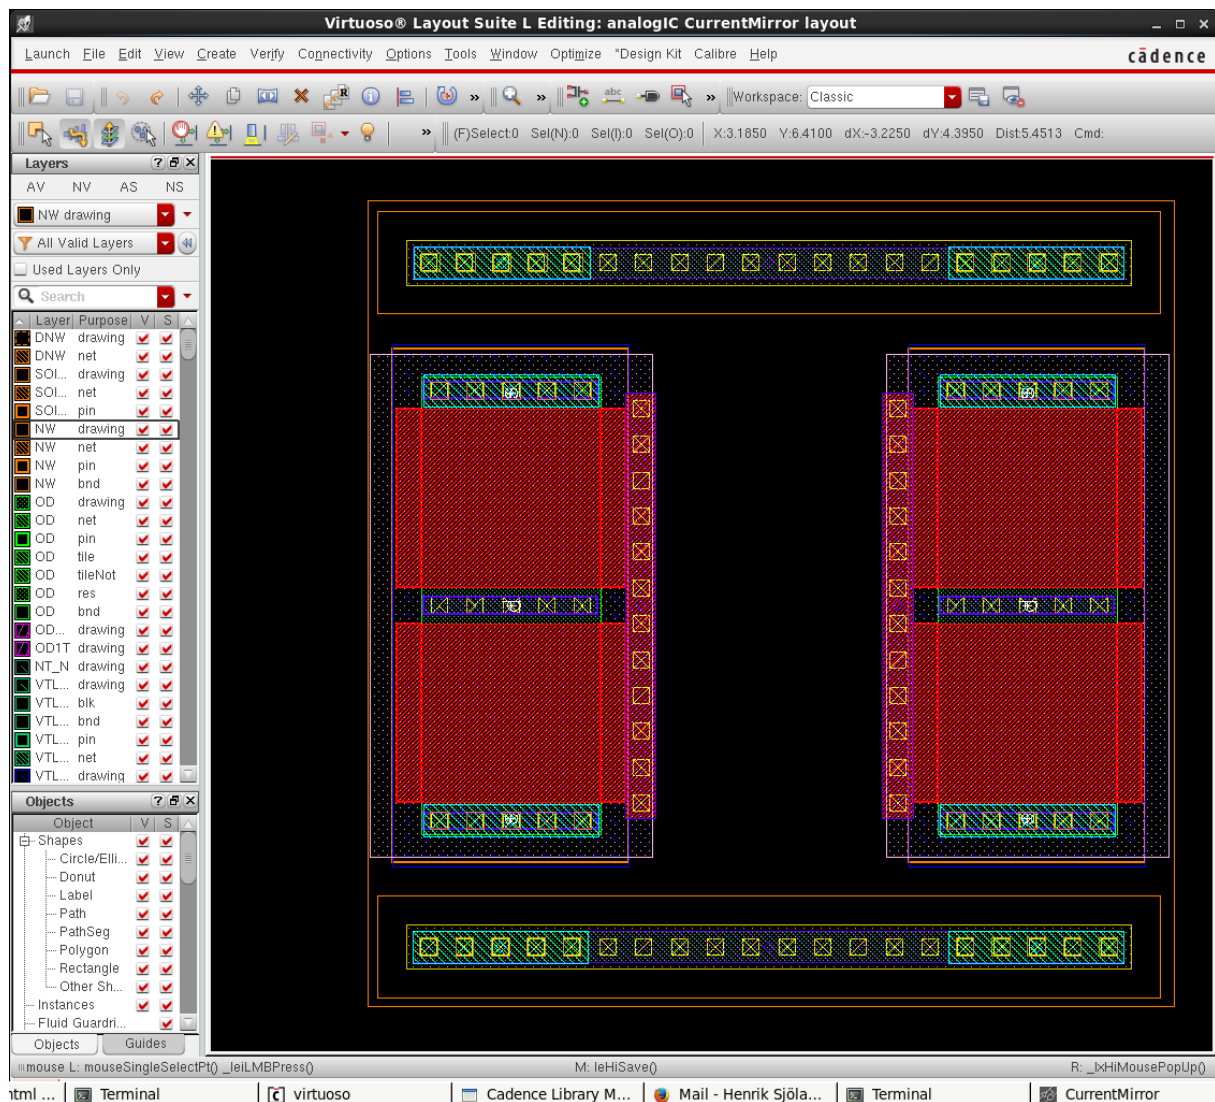 Virtuoso® Layout Suite L Editing: analogIC CurrentMirror layout
Launch File Edit View Create Verify Connectivity Options Tools Window Optimize *Design Kit Calibre Help cādence
» » abc » Workspace: Classic
» (F)Select:0 Sel(N):0 Sel(I):0 Sel(O):0 X:3.1850 Y:6.4100 dX:-3.2250 dY:4.3950 Dist:5.4513 Cmd:
Layers
AV NV AS NS
NW drawing
All Valid Layers
Used Layers Only
Search
Layer Purpose V S
DNW drawing
DNW net
SOI... drawing
SOI... net
SOI... pin
NW drawing
NW net
NW pin
NW bnd
OD drawing
OD net
OD pin
OD tile
OD tileNot
OD res
OD bnd
OD... drawing
OD1T drawing
NT_N drawing
VTL... drawing
VTL... blk
VTL... bnd
VTL... pin
VTL... net
VTL... drawing
Objects
Object V S
Shapes
Circle/Elli...
Donut
Label
Path
PathSeg
Polygon
Rectangle
Other Sh...
Instances
Fluid Guardri...
Objects Guides
mouse L: mouseSingleSelectPt() _leiLMBPress() M: leHiSave() R: _lxHiMousePopUp()
html ... Terminal virtuoso Cadence Library M... Mail - Henrik Sjöla... Terminal CurrentMirror